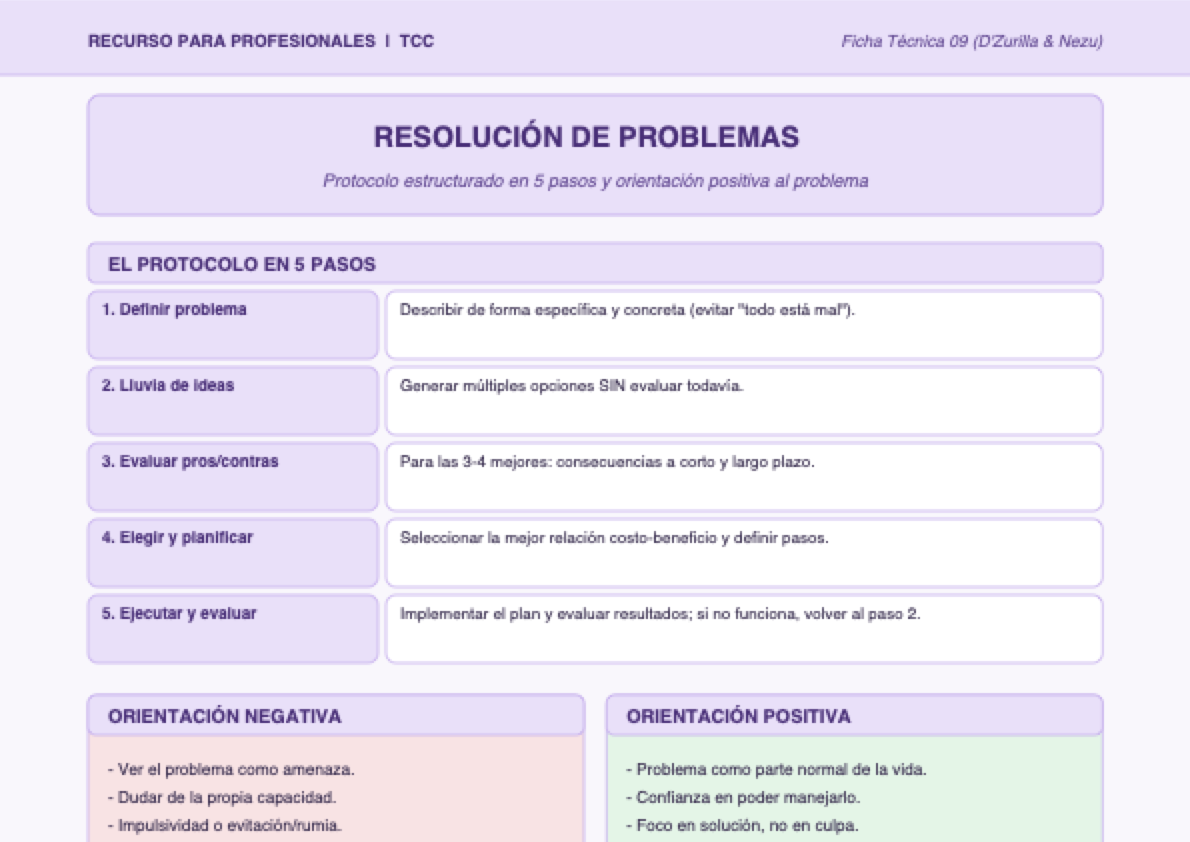 RECURSO PARA PROFESIONALES | TCC
Ficha Técnica 09 (D'Zurilla & Nezu)
RESOLUCIÓN DE PROBLEMAS
Protocolo estructurado en 5 pasos y orientación positiva al problema
EL PROTOCOLO EN 5 PASOS
1. Definir problema
Describir de forma específica y concreta (evitar "todo está mal").
2. Lluvia de ideas
Generar múltiples opciones SIN evaluar todavía.
3. Evaluar pros/contras
Para las 3-4 mejores: consecuencias a corto y largo plazo.
4. Elegir y planificar
Seleccionar la mejor relación costo-beneficio y definir pasos.
5. Ejecutar y evaluar
Implementar el plan y evaluar resultados; si no funciona, volver al paso 2.
ORIENTACIÓN NEGATIVA
- Ver el problema como amenaza.
- Dudar de la propia capacidad.
- Impulsividad o evitación/rumia.
ORIENTACIÓN POSITIVA
- Problema como parte normal de la vida.
- Confianza en poder manejarlo.
- Foco en solución, no en culpa.